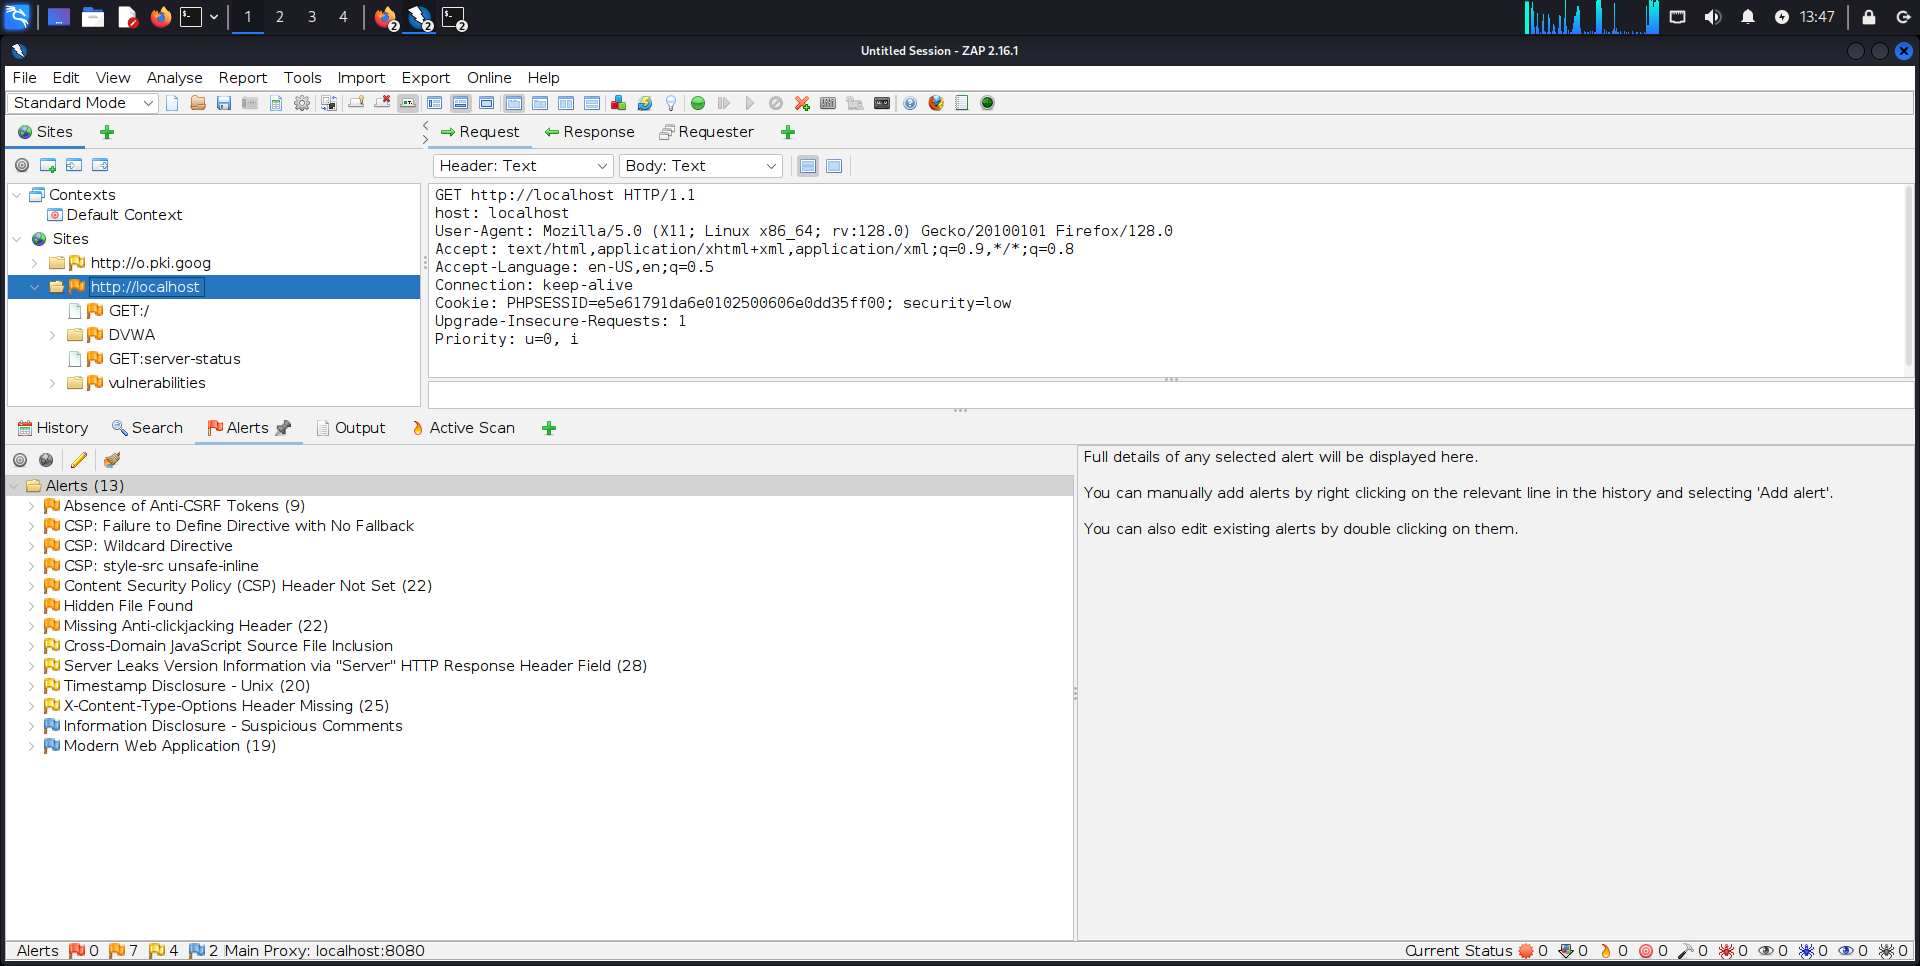 1 2 3 4 2 2 2 13:47
Untitled Session - ZAP 2.16.1
File Edit View Analyse Report Tools Import Export Online Help
Standard Mode
Sites Request Response Requester
Header: Text Body: Text
Contexts
Default Context
Sites
http://o.pki.goog
http://localhost
GET:/
DVWA
GET:server-status
vulnerabilities
GET http://localhost HTTP/1.1
host: localhost
User-Agent: Mozilla/5.0 (X11; Linux x86_64; rv:128.0) Gecko/20100101 Firefox/128.0
Accept: text/html,application/xhtml+xml,application/xml;q=0.9,*/*;q=0.8
Accept-Language: en-US,en;q=0.5
Connection: keep-alive
Cookie: PHPSESSID=e5e61791da6e0102500606e0dd35ff00; security=low
Upgrade-Insecure-Requests: 1
Priority: u=0, i
History Search Alerts Output Active Scan
Alerts (13)
Absence of Anti-CSRF Tokens (9)
CSP: Failure to Define Directive with No Fallback
CSP: Wildcard Directive
CSP: style-src unsafe-inline
Content Security Policy (CSP) Header Not Set (22)
Hidden File Found
Missing Anti-clickjacking Header (22)
Cross-Domain JavaScript Source File Inclusion
Server Leaks Version Information via "Server" HTTP Response Header Field (28)
Timestamp Disclosure - Unix (20)
X-Content-Type-Options Header Missing (25)
Information Disclosure - Suspicious Comments
Modern Web Application (19)
Full details of any selected alert will be displayed here.
You can manually add alerts by right clicking on the relevant line in the history and selecting 'Add alert'.
You can also edit existing alerts by double clicking on them.
Alerts 0 7 4 2 Main Proxy: localhost:8080 Current Status 0 0 0 0 0 0 0 0 0 0